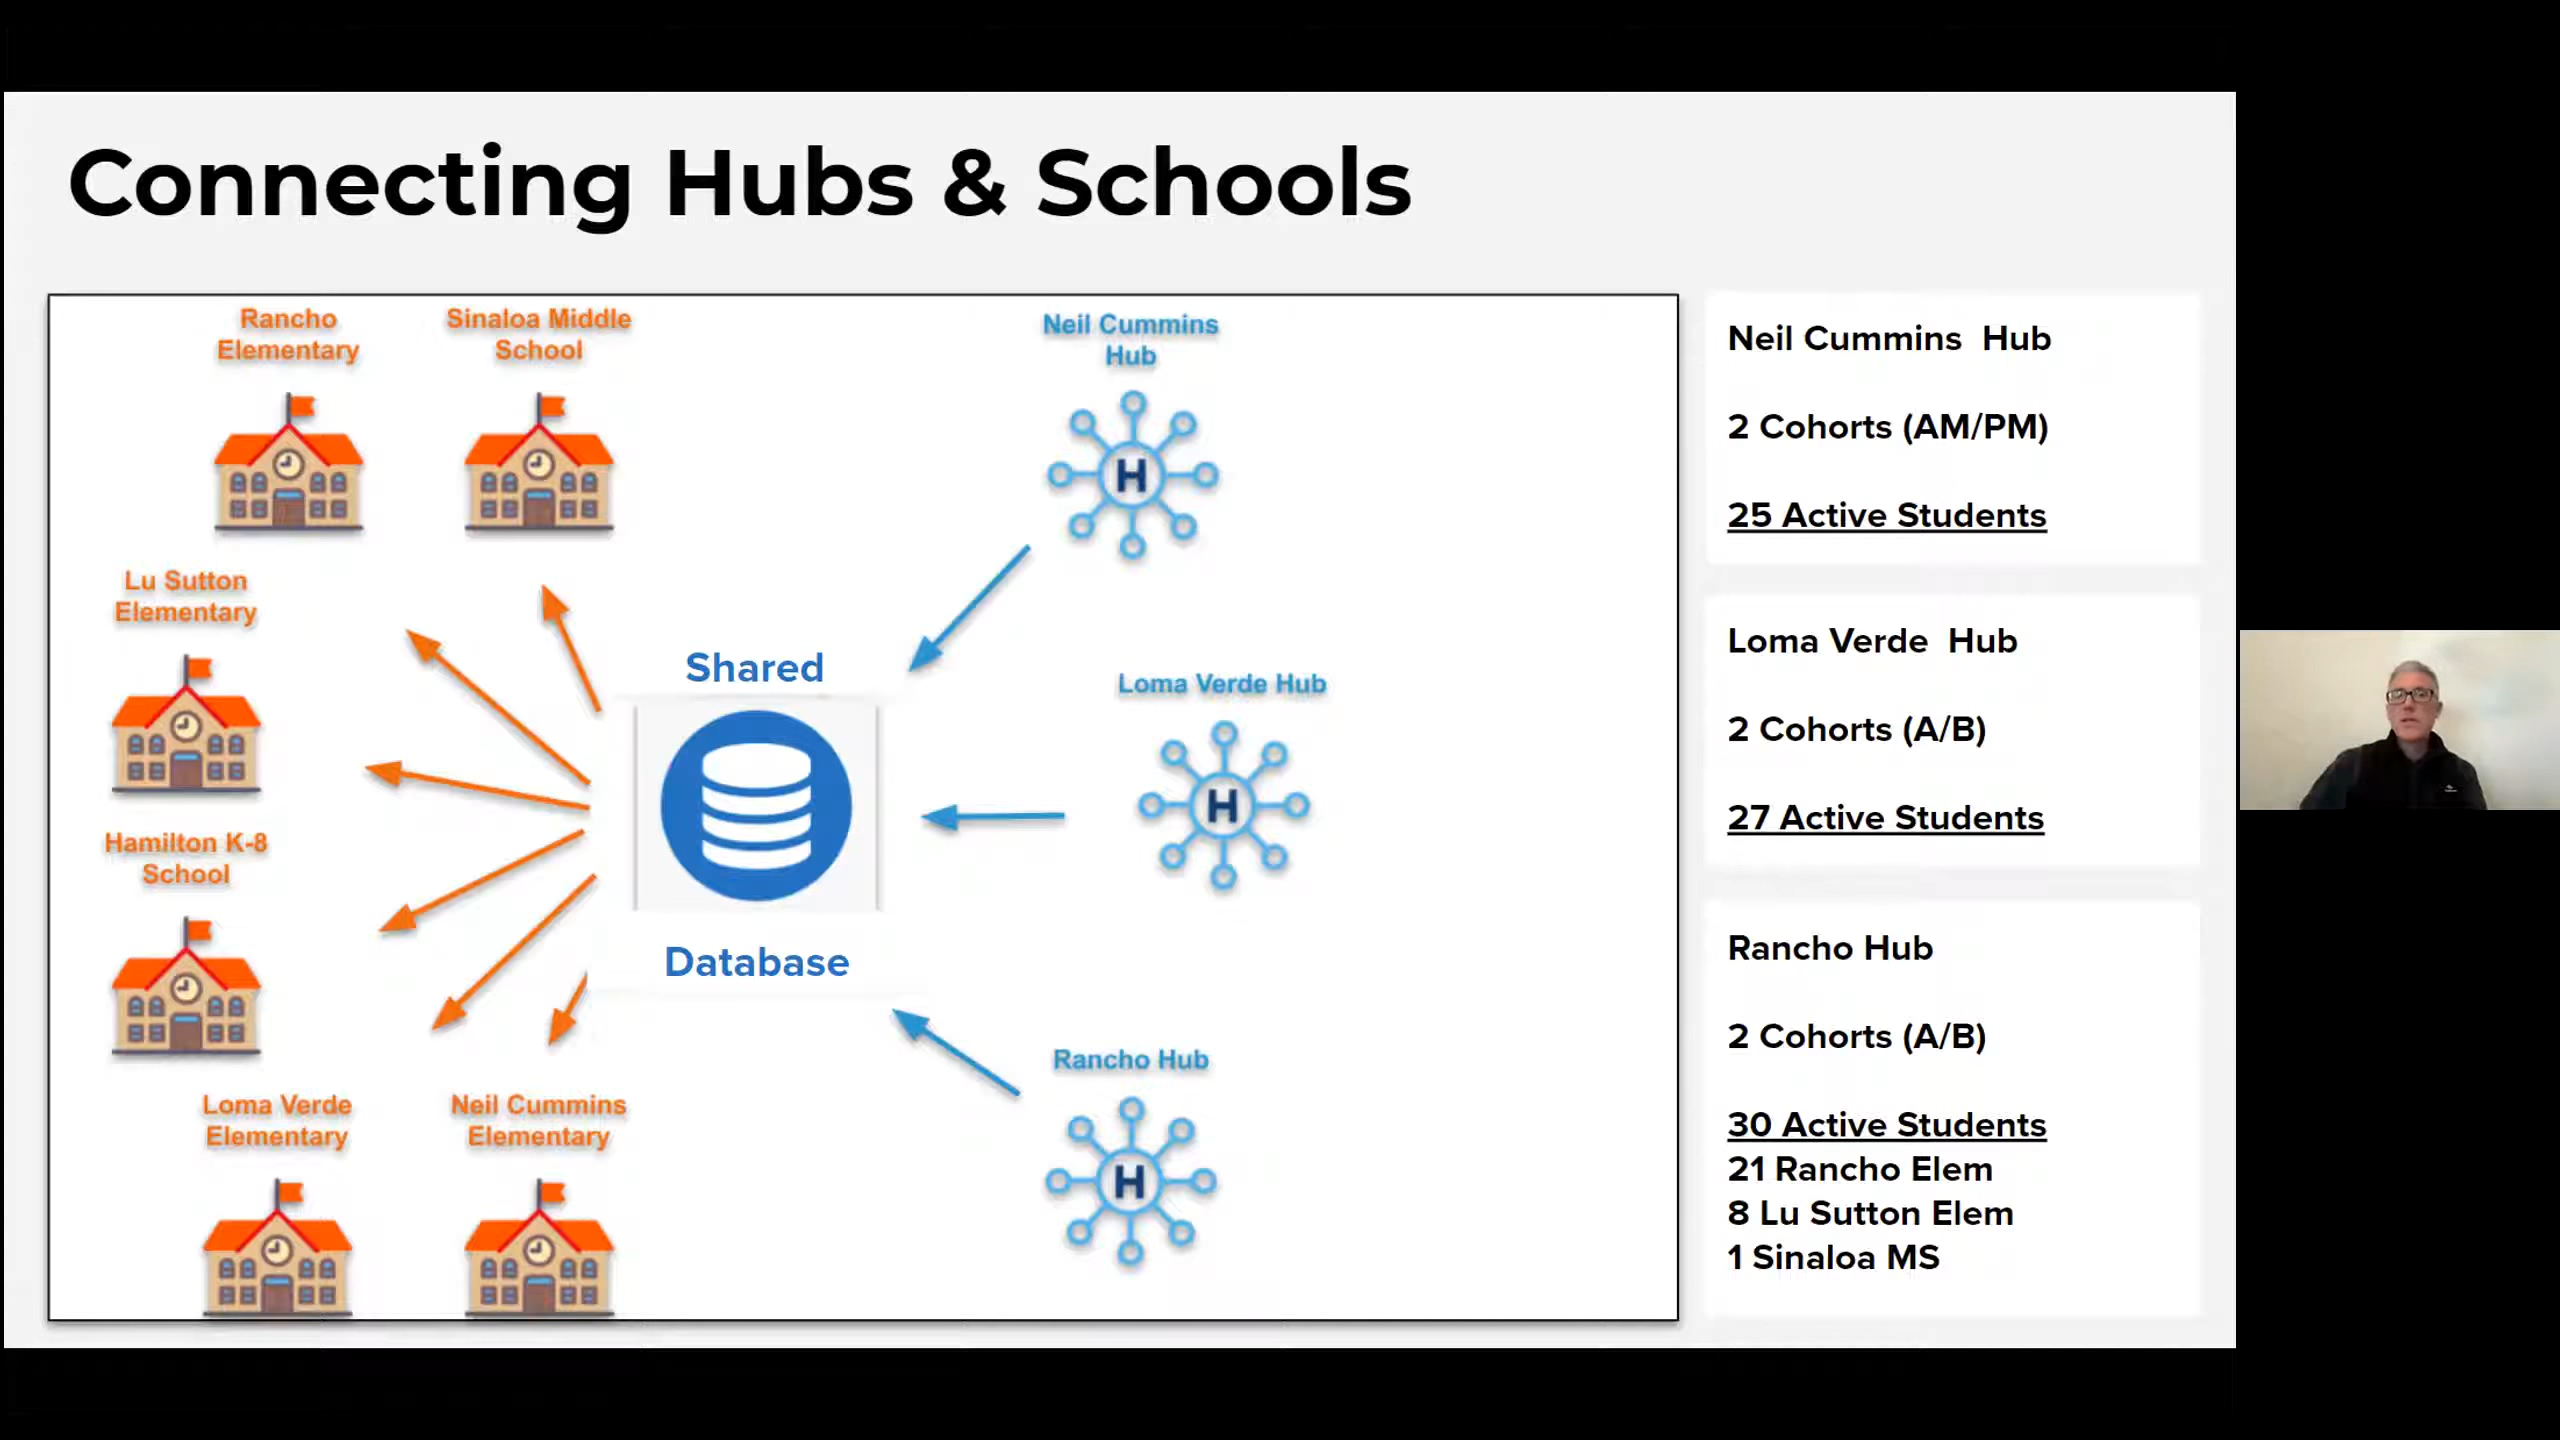 Connecting Hubs & Schools
Rancho
Elementary
Sinaloa Middle
School
Neil Cummins
Hub
Lu Sutton
Elementary
Shared
Loma Verde Hub
H
H
Hamilton K-8
School
Database
Rancho Hub
H
Loma Verde
Elementary
Neil Cummins
Elementary
Neil Cummins Hub
2 Cohorts (AM/PM)
25 Active Students
Loma Verde Hub
2 Cohorts (A/B)
27 Active Students
Rancho Hub
2 Cohorts (A/B)
30 Active Students
21 Rancho Elem
8 Lu Sutton Elem
1 Sinaloa MS